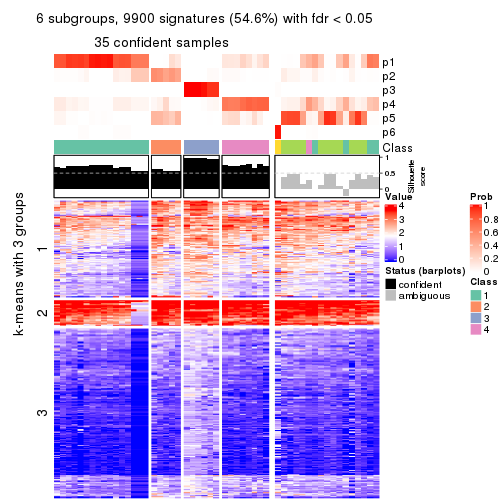 6 subgroups, 9900 signatures (54.6%) with fdr < 0.05
35 confident samples
p1
p2
p3
p4
p5
p6
Class
1
0.5
0
Silhouette
score
k-means with 3 groups
1
2
3
Value
4
3
2
1
0
Status (barplots)
confident
ambiguous
Prob
1
0.8
0.6
0.4
0.2
0
Class
1
2
3
4